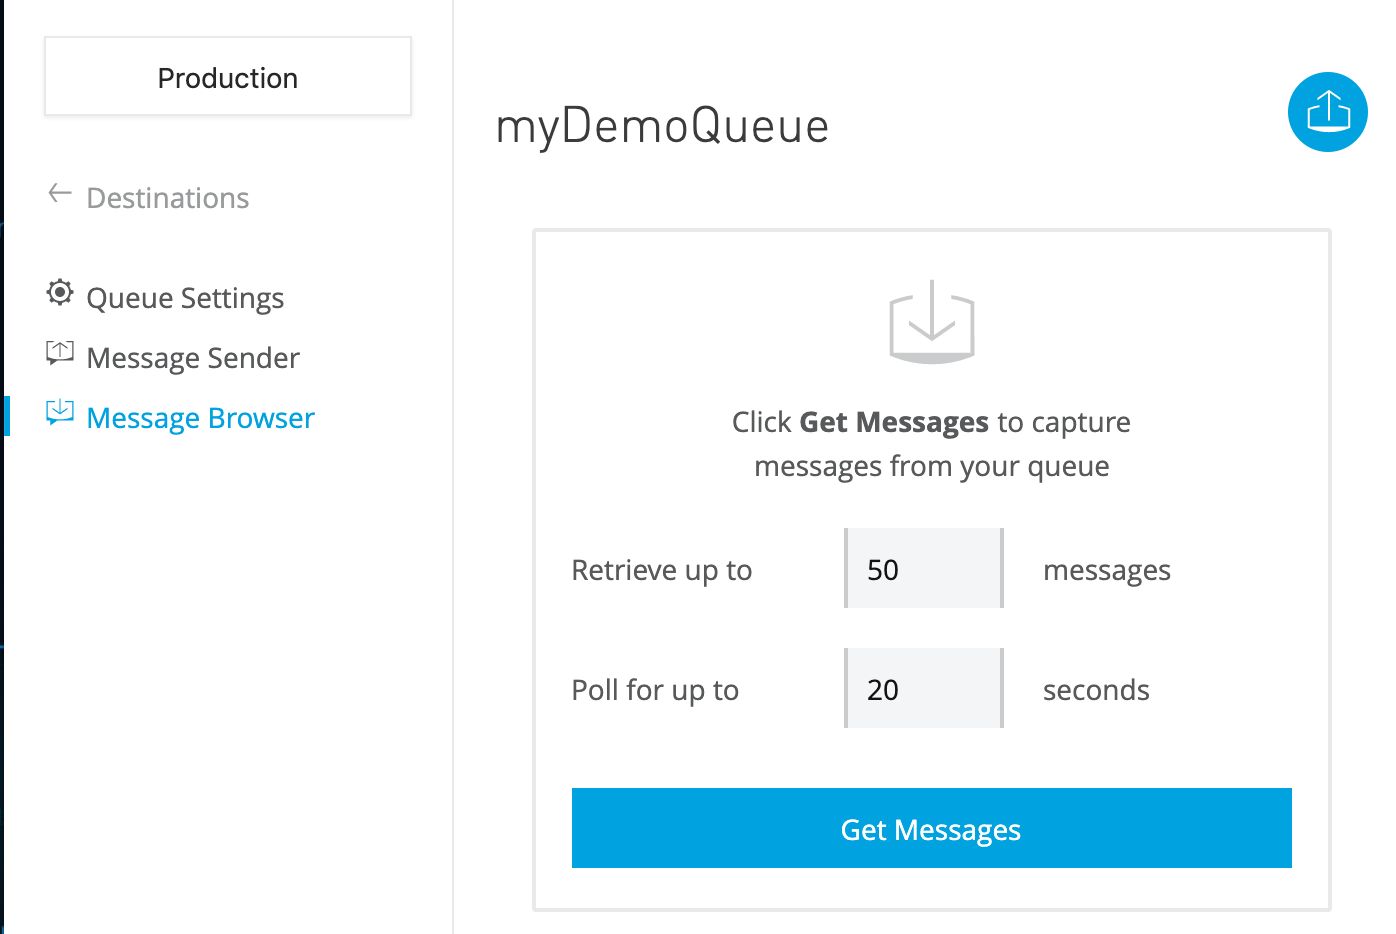 Production
Destinations
Queue Settings
Message Sender
Message Browser
myDemoQueue
Click Get Messages to capture
messages from your queue
Retrieve up to 50 messages
Poll for up to 20 seconds
Get Messages